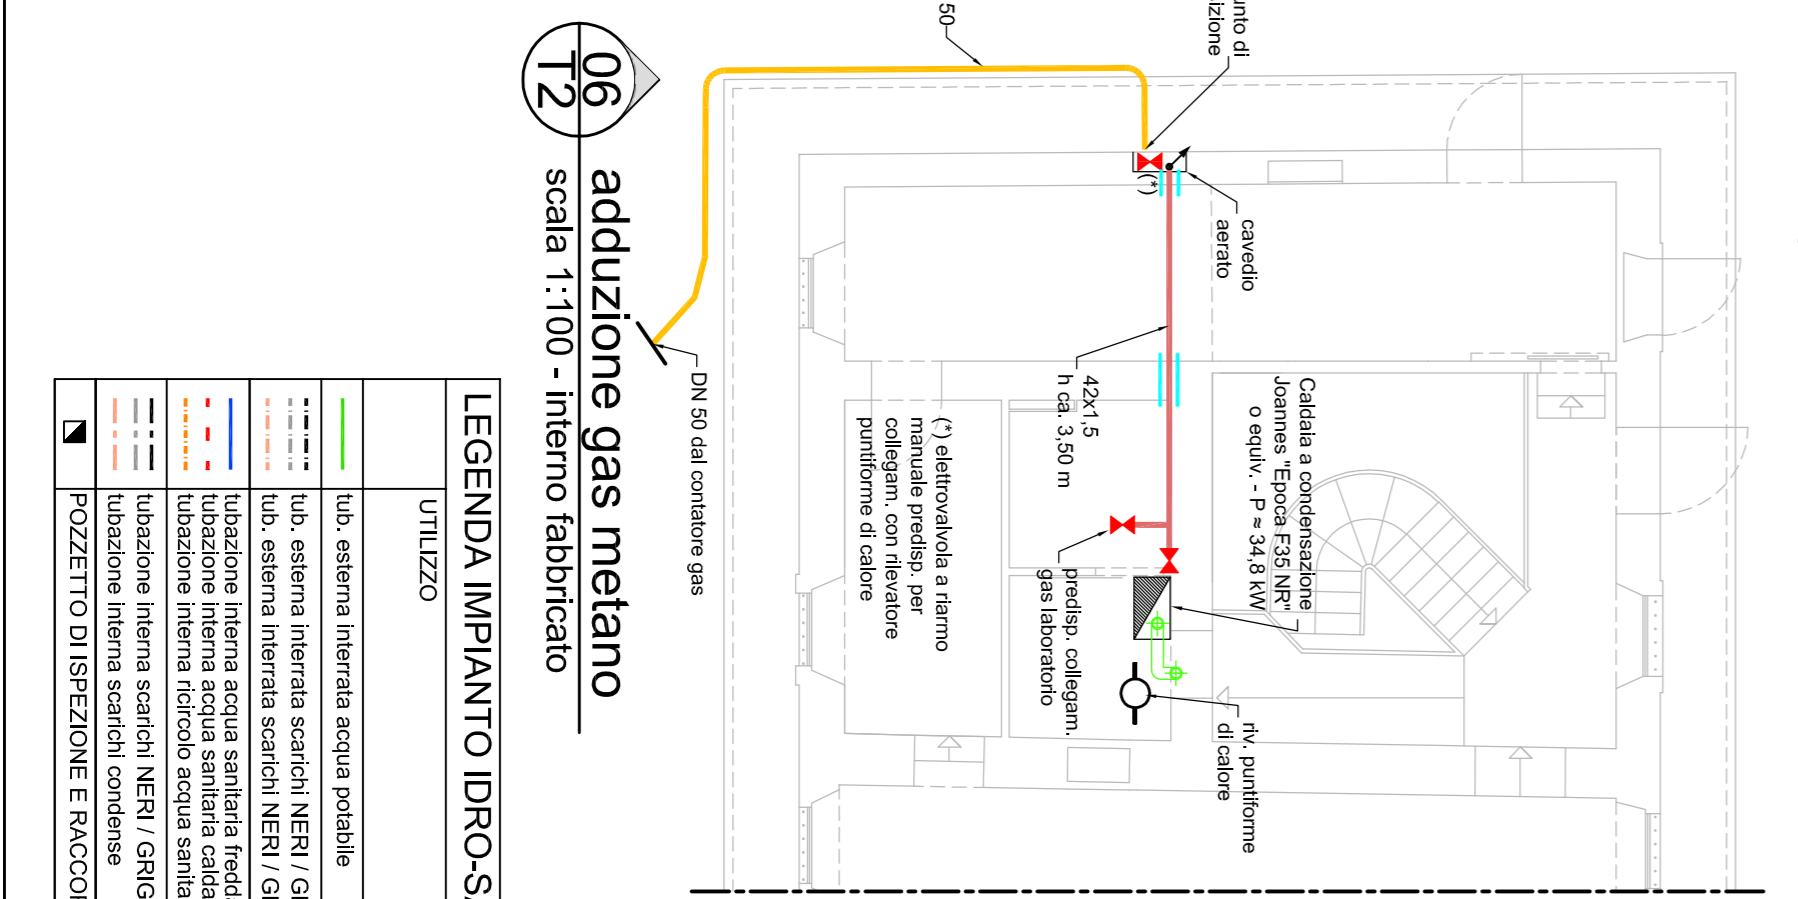 50
unto di
izione
cavedio
aerato
42x1,5
h ca. 3,50 m
Caldaia a condensazione
Joannes "Epoca F35 NR"
o equiv. - P ≈ 34,8 kW
(*)
(*) elettrovalvola a riarmo
manuale predisp. per
collegam. con rilevatore
puntiforme di calore
predisp. collegam.
gas laboratorio
riv. puntiforme
di calore
DN 50 dal contatore gas
06
T2
adduzione gas metano
scala 1:100 - interno fabbricato
LEGENDA IMPIANTO IDRO-SA
UTILIZZO
tub. esterna interrata acqua potabile
tub. esterna interrata scarichi NERI / G
tub. esterna interrata scarichi NERI / G
tubazione interna acqua sanitaria fredd
tubazione interna acqua sanitaria calda
tubazione interna ricircolo acqua sanita
tubazione interna scarichi NERI / GRIG
tubazione interna scarichi condense
POZZETTO DI ISPEZIONE E RACCOR